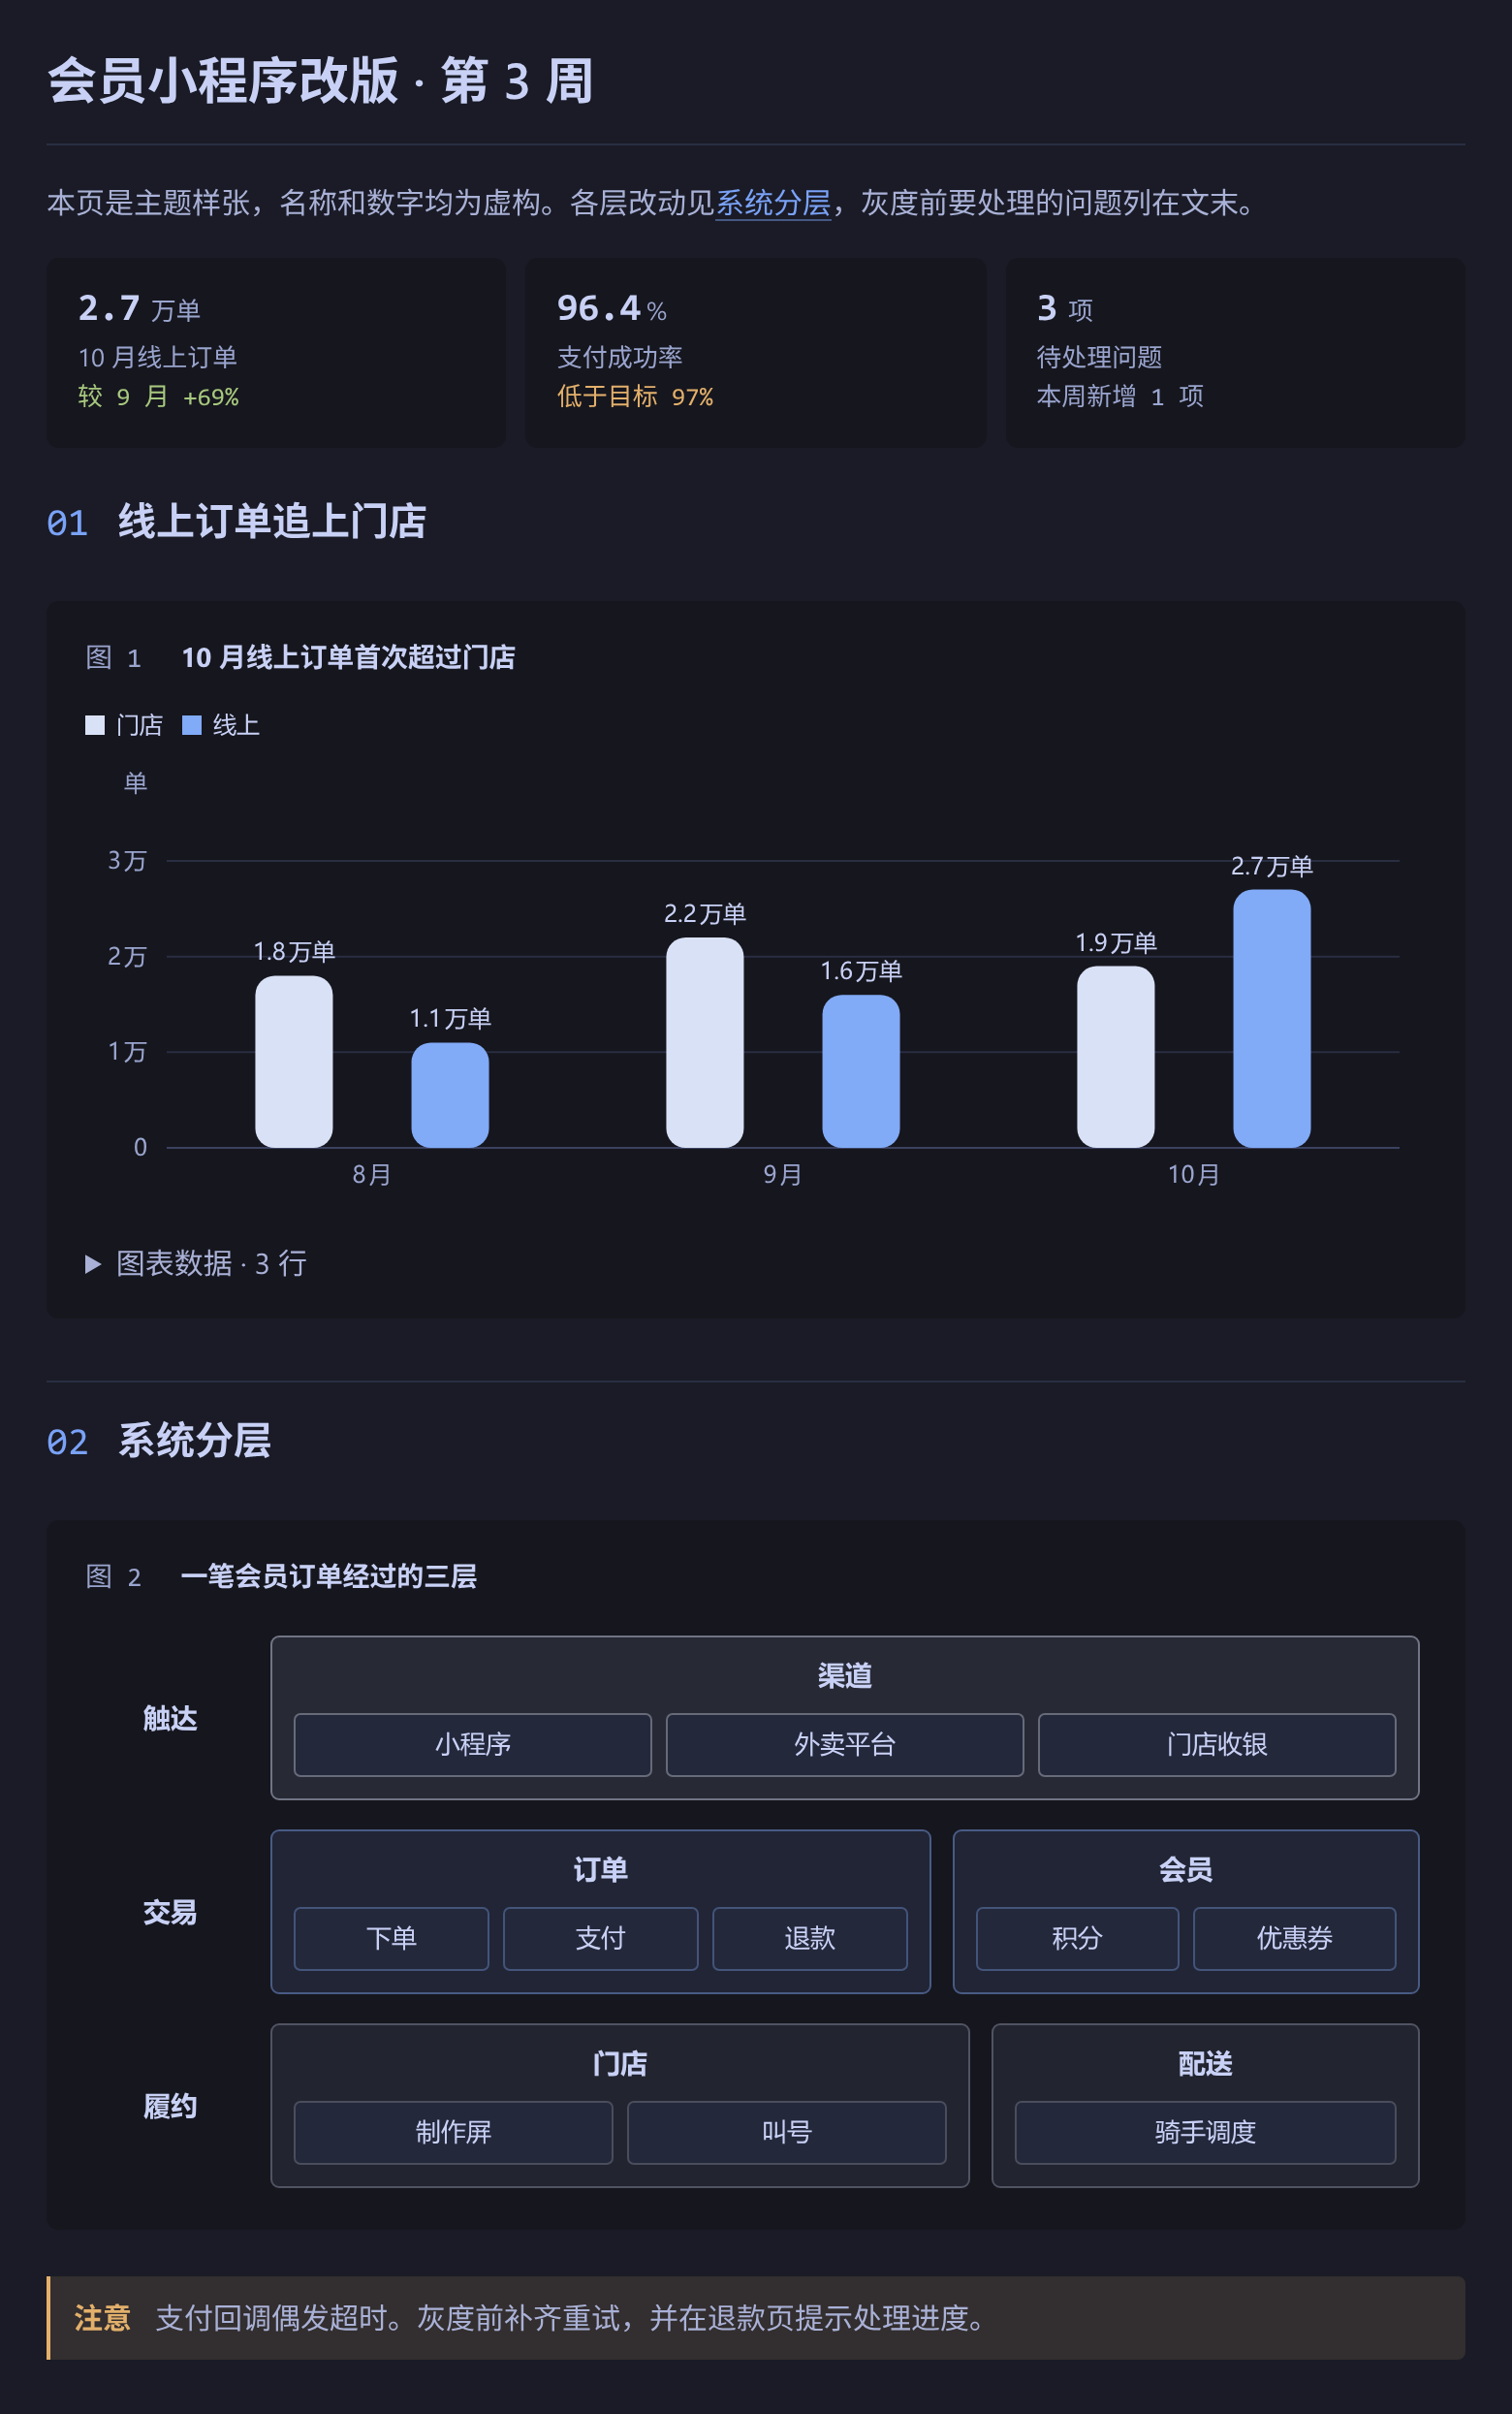 会员小程序改版 · 第 3 周
本页是主题样张，名称和数字均为虚构。各层改动见系统分层，灰度前要处理的问题列在文末。
2.7 万单
10 月线上订单
较 9 月 +69%
96.4 %
支付成功率
低于目标 97%
3 项
待处理问题
本周新增 1 项
01 线上订单追上门店
图 1 10 月线上订单首次超过门店
门店 线上
单
3万
2万
1万
0
1.8万单
1.1万单
2.2万单
1.6万单
1.9万单
2.7万单
8月 9月 10月
▶ 图表数据 · 3 行
02 系统分层
图 2 一笔会员订单经过的三层
触达
渠道
小程序 外卖平台 门店收银
交易
订单
下单 支付 退款
会员
积分 优惠券
履约
门店
制作屏 叫号
配送
骑手调度
注意 支付回调偶发超时。灰度前补齐重试，并在退款页提示处理进度。